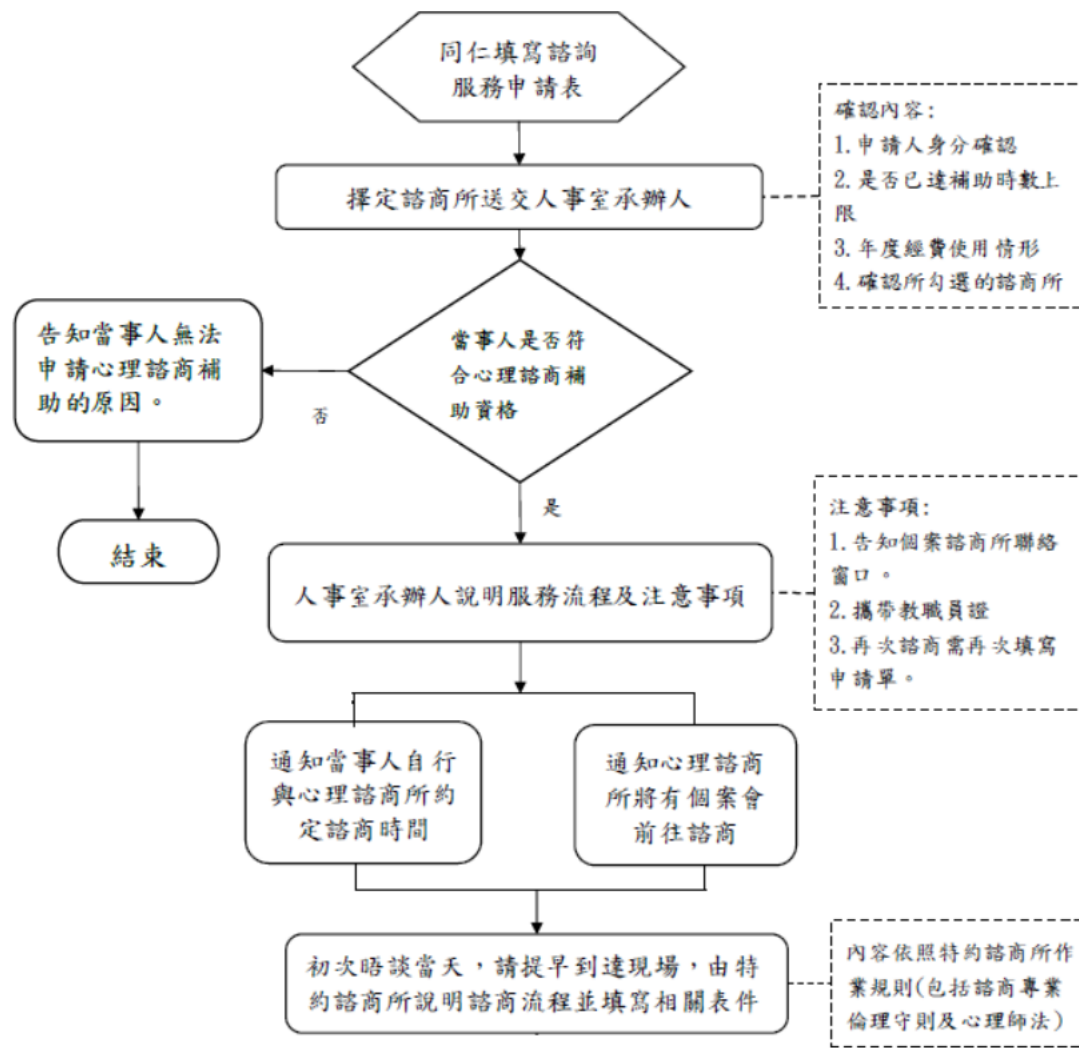 同仁填寫諮詢
服務申請表
確認內容:
1.申請人身分確認
2.是否已達補助時數上
限
3.年度經費使用情形
4.確認所勾選的諮商所
擇定諮商所送交人事室承辦人
當事人是否符
合心理諮商補
助資格
告知當事人無法
申請心理諮商補
助的原因。
否
結束
是
注意事項:
1.告知個案諮商所聯絡
窗口。
2.攜帶教職員證
3.再次諮商需再次填寫
申請單。
人事室承辦人說明服務流程及注意事項
通知當事人自行
與心理諮商所約
定諮商時間
通知心理諮商
所將有個案會
前往諮商
初次晤談當天,請提早到達現場,由特
約諮商所說明諮商流程並填寫相關表件
內容依照特約諮商所作
業規則(包括諮商專業
倫理守則及心理師法)